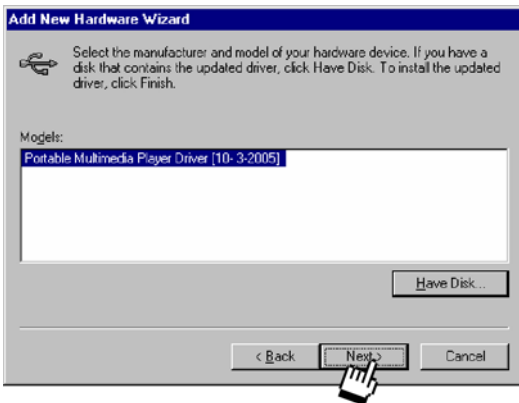 Add New Hardware Wizard
Select the manufacturer and model of your hardware device. If you have a
disk that contains the updated driver, click Have Disk. To install the updated
driver, click Finish.
Models:
Portable Multimedia Player Driver [10- 3-2005]
Have Disk...
< Back Next > Cancel